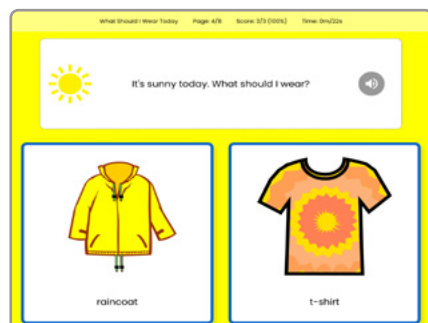 What Should I Wear Today Page: 4/8 Score: 3/3 (100%) Time: 0m/22s
It's sunny today. What should I wear?
raincoat t-shirt